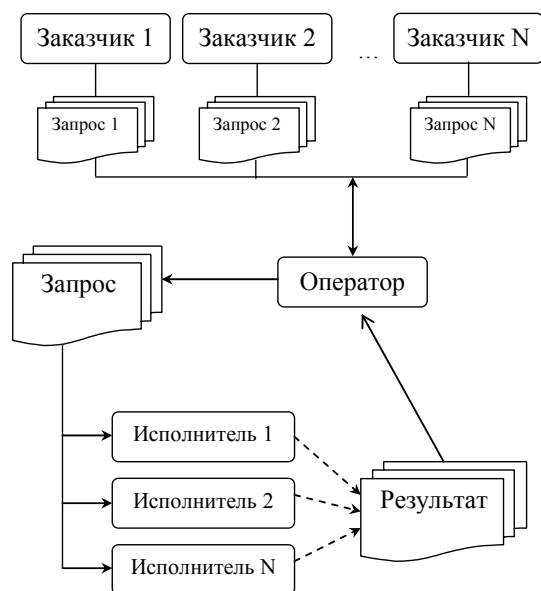 Заказчик 1
Заказчик 2
...
Заказчик N
Запрос 1
Запрос 2
Запрос N
Запрос
Оператор
Исполнитель 1
Исполнитель 2
Результат
Исполнитель N